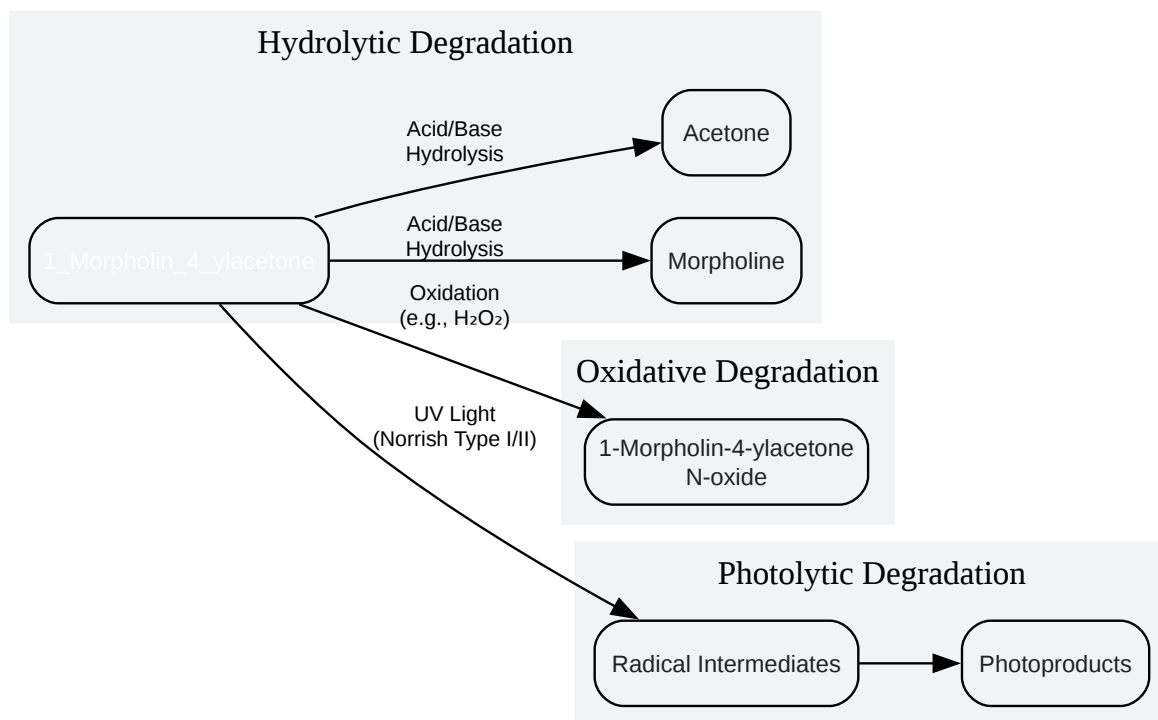 Hydrolytic Degradation
Acid/Base
Hydrolysis
Acetone
Acid/Base
Hydrolysis
1_Morpholin_4_ylacetone
Morpholine
Oxidation
(e.g., H₂O₂)
Oxidative Degradation
UV Light
(Norrish Type I/II)
1-Morpholin-4-ylacetone
N-oxide
Photolytic Degradation
Radical Intermediates
Photoproducts